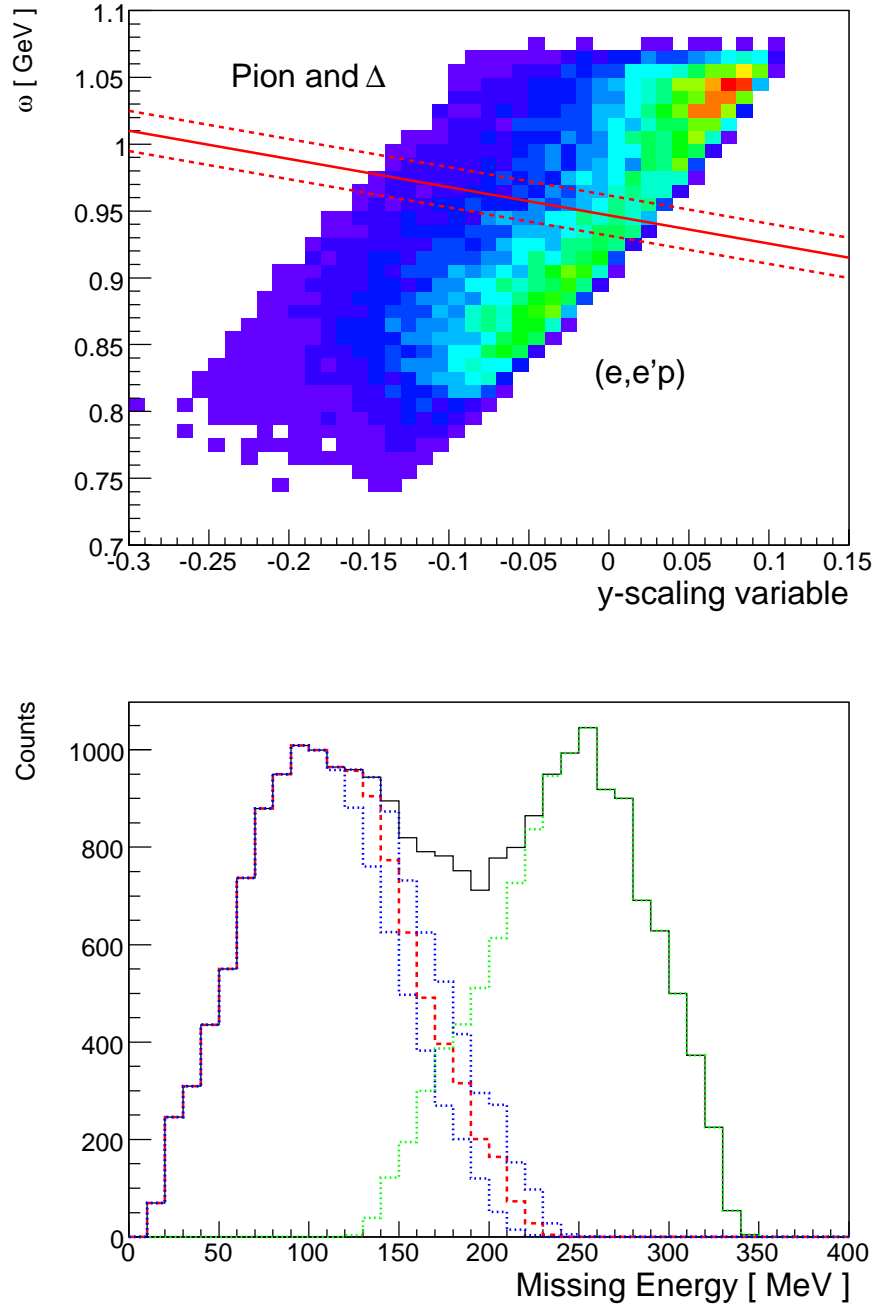 ω [ GeV ]
1.1
1.05
1
0.95
0.9
0.85
0.8
0.75
0.7
Pion and Δ
(e,e'p)
-0.3 -0.25 -0.2 -0.15 -0.1 -0.05 0 0.05 0.1 0.15
y-scaling variable
Counts
1000
800
600
400
200
0
0 50 100 150 200 250 300 350 400
Missing Energy [ MeV ]